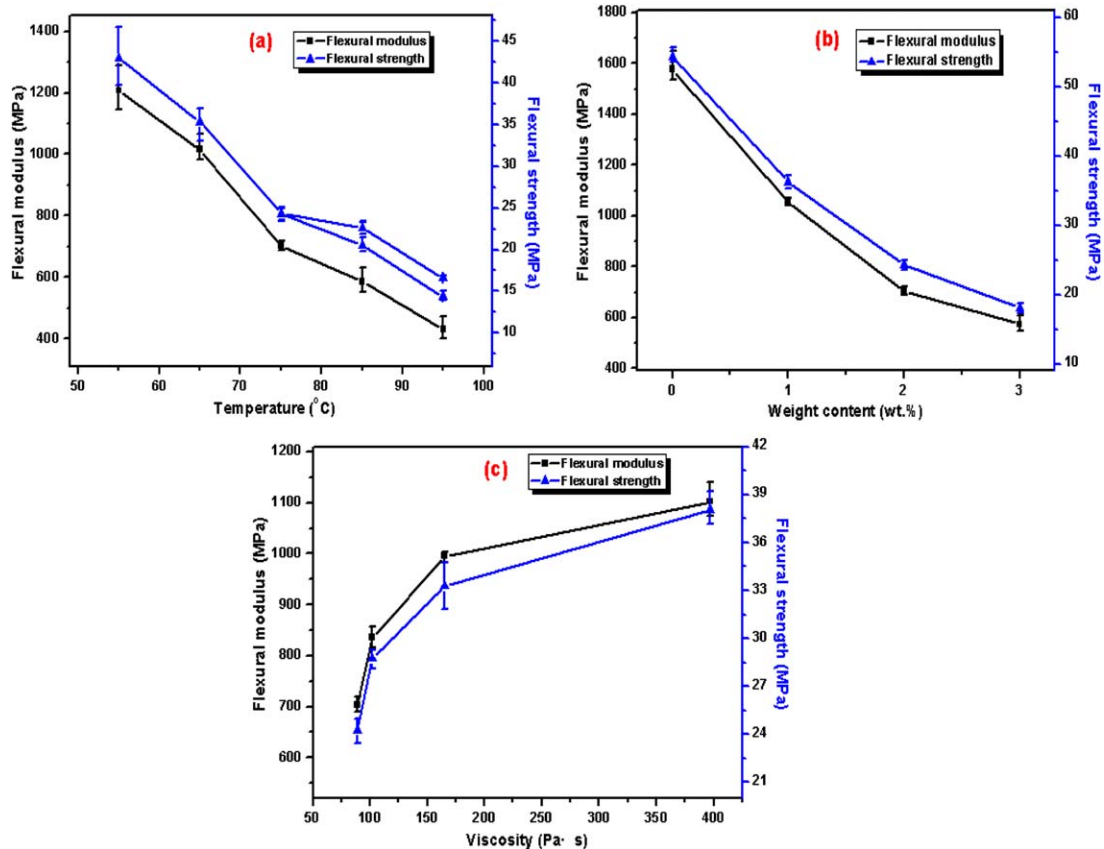 (a)
Flexural modulus
Flexural strength
Flexural modulus (MPa)
1400
1200
1000
800
600
400
45
40
35
30
25
20
15
10
Flexural strength (MPa)
50 60 70 80 90 100
Temperature (°C)
(b)
Flexural modulus
Flexural strength
Flexural modulus (MPa)
1800
1600
1400
1200
1000
800
600
400
60
50
40
30
20
10
Flexural strength (MPa)
0 1 2 3
Weight content (wt.%)
(c)
Flexural modulus
Flexural strength
Flexural modulus (MPa)
1200
1100
1000
900
800
700
600
42
39
36
33
30
27
24
21
Flexural strength (MPa)
50 100 150 200 250 300 350 400
Viscosity (Pa· s)